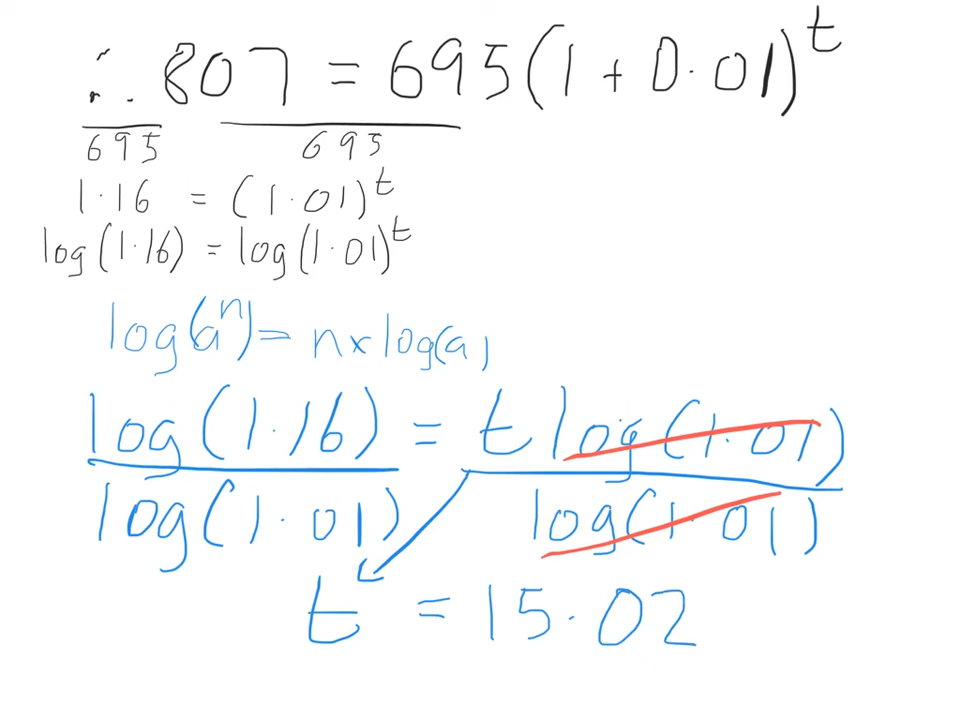 ∴ 807 = 695(1 + 0.01)^t
695 695
1.16 = (1.01)^t
log(1.16) = log(1.01)^t
log(a^n) = n×log(a)
log(1.16) = t log(1.01)
log(1.01) log(1.01)
t = 15.02